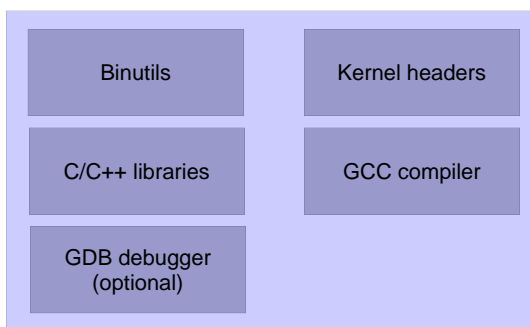 Binutils
Kernel headers
C/C++ libraries
GCC compiler
GDB debugger
(optional)